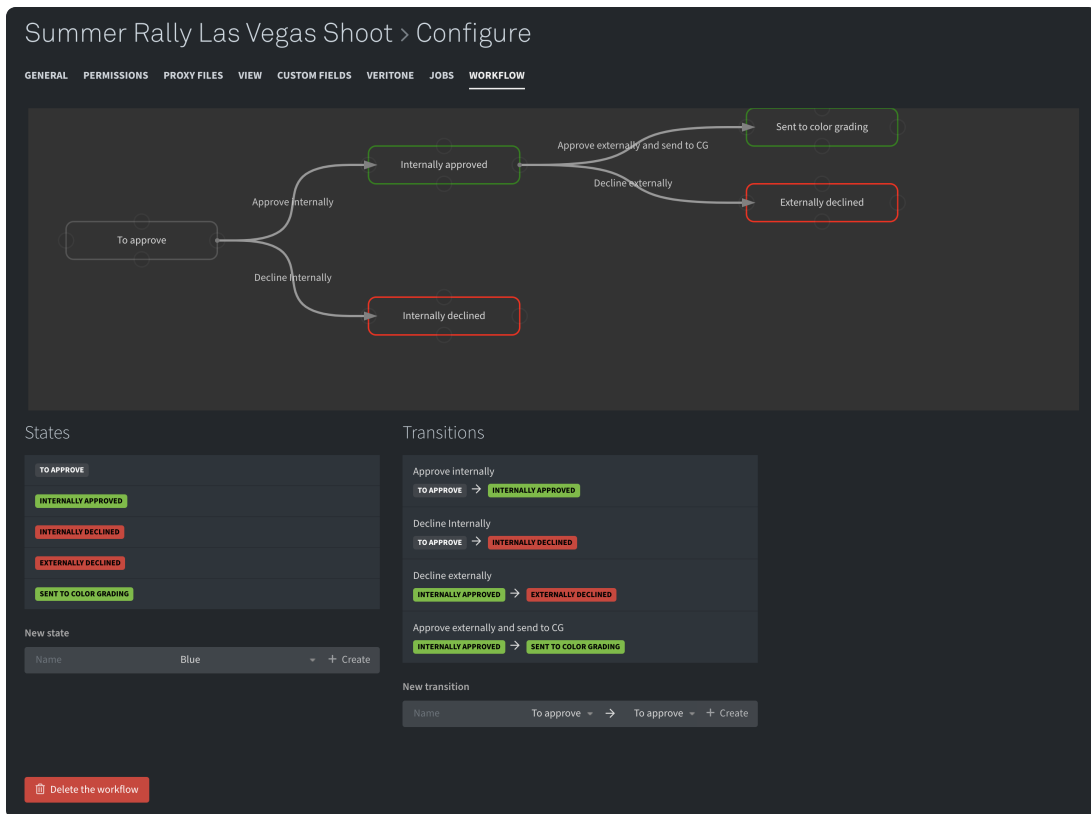 Summer Rally Las Vegas Shoot › Configure
GENERAL PERMISSIONS PROXY FILES VIEW CUSTOM FIELDS VERITONE JOBS WORKFLOW
Sent to color grading
Approve externally and send to CG
Internally approved
Decline externally
Externally declined
Approve internally
To approve
Decline Internally
Internally declined
States
TO APPROVE
INTERNALLY APPROVED
INTERNALLY DECLINED
EXTERNALLY DECLINED
SENT TO COLOR GRADING
New state
Name Blue + Create
Transitions
Approve internally
TO APPROVE → INTERNALLY APPROVED
Decline Internally
TO APPROVE → INTERNALLY DECLINED
Decline externally
INTERNALLY APPROVED → EXTERNALLY DECLINED
Approve externally and send to CG
INTERNALLY APPROVED → SENT TO COLOR GRADING
New transition
Name To approve → To approve + Create
Delete the workflow